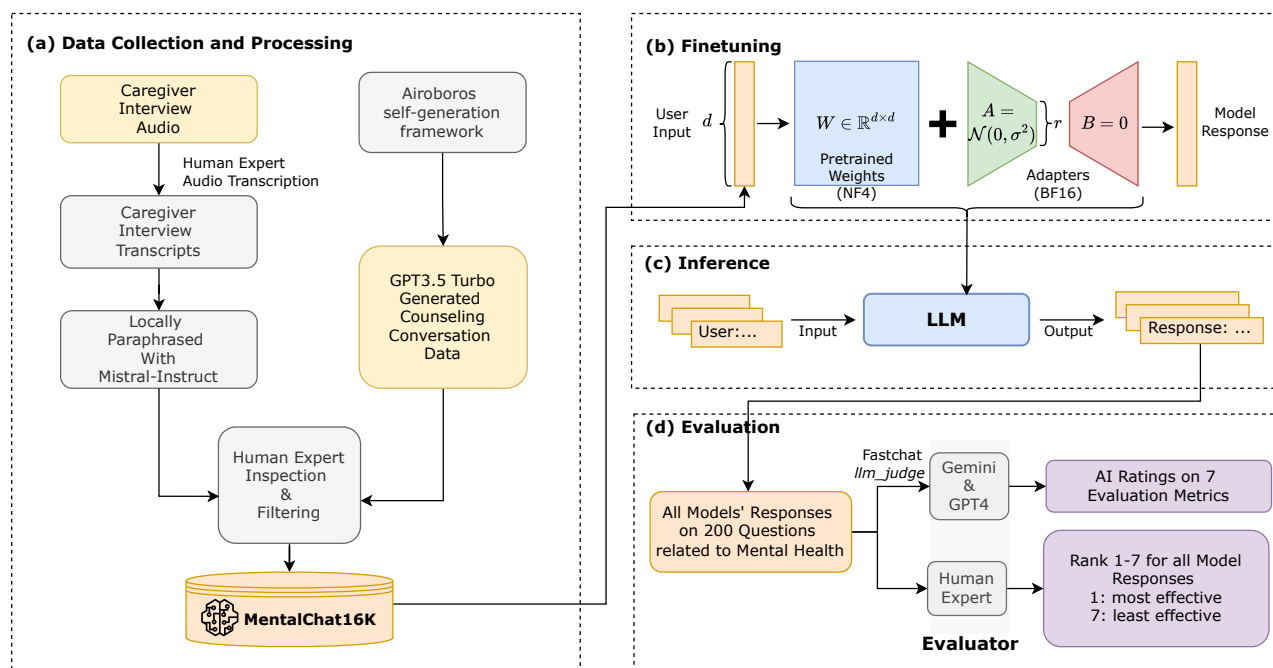 (a) Data Collection and Processing
Caregiver
Interview
Audio
Airoboros
self-generation
framework
Human Expert
Audio Transcription
Caregiver
Interview
Transcripts
GPT3.5 Turbo
Generated
Counseling
Conversation
Data
Locally
Paraphrased
With
Mistral-Instruct
Human Expert
Inspection
&
Filtering
MentalChat16K
(b) Finetuning
User
Input
d
W ∈ ℝ^{d×d}
Pretrained
Weights
(NF4)
A =
𝒩(0, σ²)
r
B = 0
Adapters
(BF16)
Model
Response
(c) Inference
User:...
Input
LLM
Output
Response: ...
(d) Evaluation
All Models' Responses
on 200 Questions
related to Mental Health
Fastchat
llm_judge
Gemini
&
GPT4
AI Ratings on 7
Evaluation Metrics
Human
Expert
Rank 1-7 for all Model
Responses
1: most effective
7: least effective
Evaluator